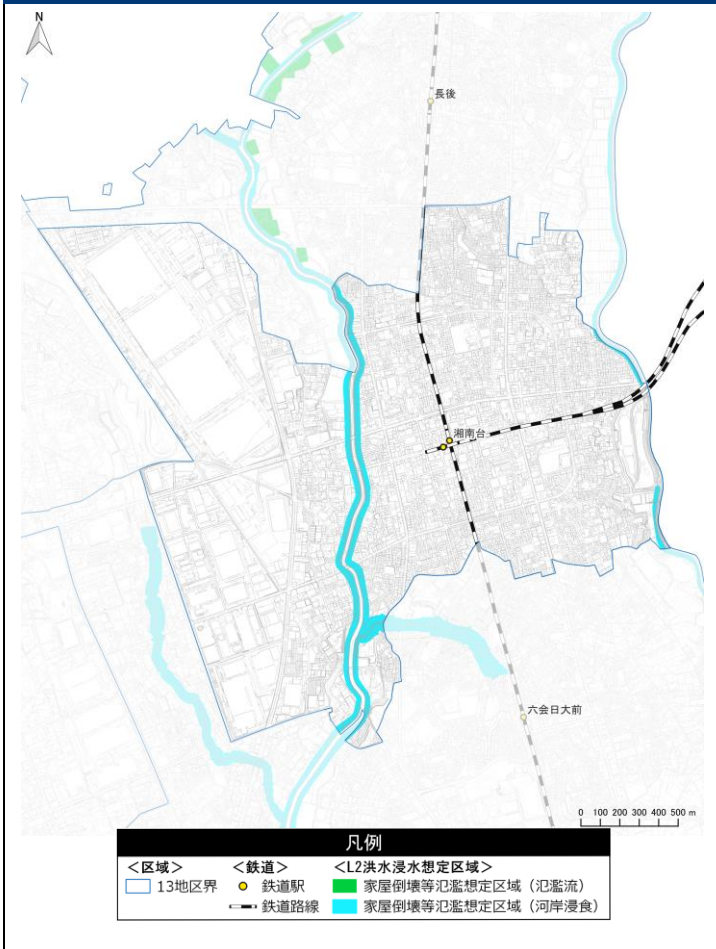 N
長後
湘南台
六会日大前
0 100 200 300 400 500 m
凡例
＜区域＞ ＜鉄道＞ ＜L2洪水浸水想定区域＞
13地区界 鉄道駅 家屋倒壊等氾濫想定区域（氾濫流）
鉄道路線 家屋倒壊等氾濫想定区域（河岸浸食）